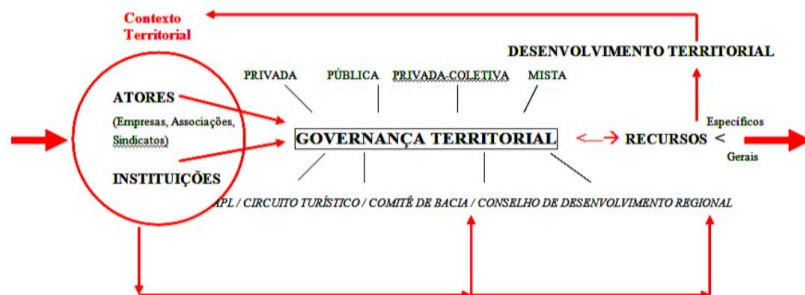 Contexto
Territorial
DESENVOLVIMENTO TERRITORIAL
PRIVADA PÚBLICA PRIVADA-COLETIVA MISTA
ATORES
(Empresas, Associações,
Sindicatos)
GOVERNANÇA TERRITORIAL
RECURSOS <
Específicos
Gerais
INSTITUIÇÕES
APL / CIRCUITO TURÍSTICO / COMITÊ DE BACIA / CONSELHO DE DESENVOLVIMENTO REGIONAL